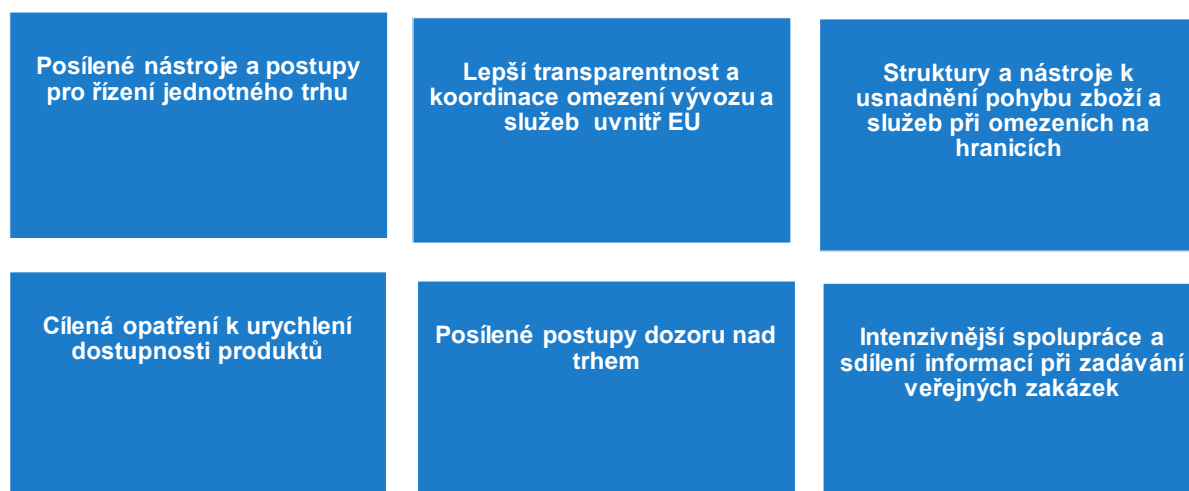 Posílené nástroje a postupy
pro řízení jednotného trhu
Lepší transparentnost a
koordinace omezení vývozu a
služeb uvnitř EU
Struktury a nástroje k
usnadnění pohybu zboží a
služeb při omezeních na
hranicích
Cílená opatření k urychlení
dostupnosti produktů
Posílené postupy dozoru nad
trhem
Intenzivnější spolupráce a
sdílení informací při zadávání
veřejných zakázek